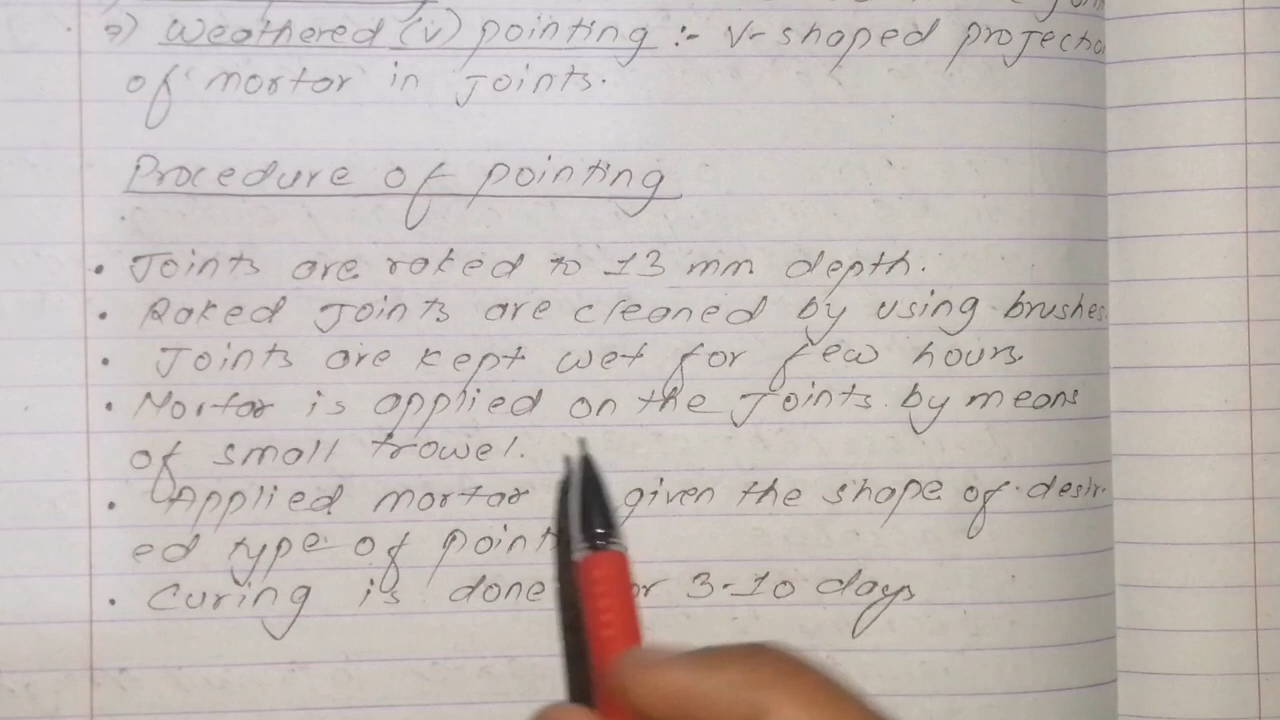 7) Weathered (v) pointing :- V-shaped projectio
of mortar in Joints.
Procedure of pointing
• Joints are raked to 13 mm depth.
• Raked Joints are cleaned by using brushes
• Joints are kept wet for few hours
• Mortar is applied on the Joints by means
of small trowel.
• Applied mortar given the shape of desir-
ed type of point
• Curing is done or 3-10 days